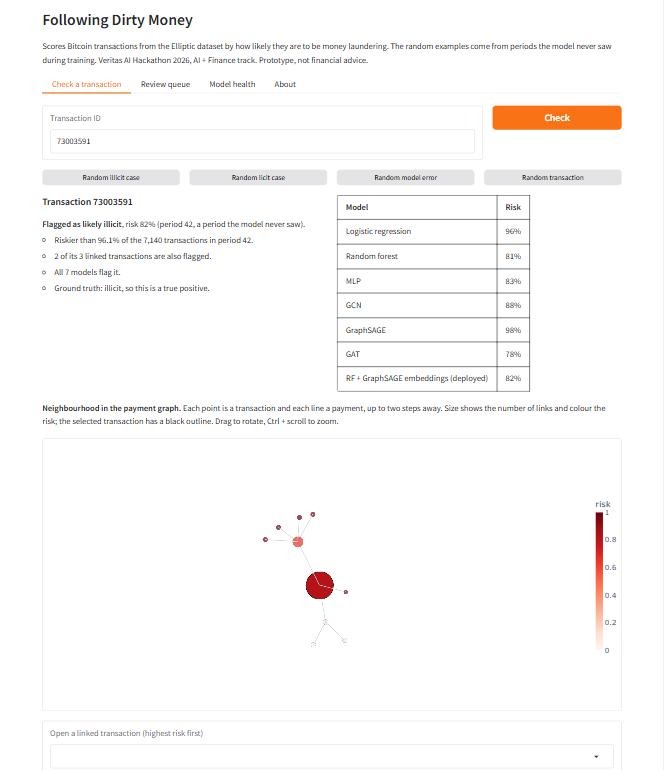 Following Dirty Money
Scores Bitcoin transactions from the Elliptic dataset by how likely they are to be money laundering. The random examples come from periods the model never saw
during training. Veritas AI Hackathon 2026, AI + Finance track. Prototype, not financial advice.
Check a transaction
Review queue
Model health
About
Transaction ID
73003591
Check
Random illicit case
Random licit case
Random model error
Random transaction
Transaction 73003591
Flagged as likely illicit, risk 82% (period 42, a period the model never saw).
Riskier than 96.1% of the 7,140 transactions in period 42.
2 of its 3 linked transactions are also flagged.
All 7 models flag it.
Ground truth: illicit, so this is a true positive.
Model Risk
Logistic regression 96%
Random forest 81%
MLP 83%
GCN 88%
GraphSAGE 98%
GAT 78%
RF + GraphSAGE embeddings (deployed) 82%
Neighbourhood in the payment graph. Each point is a transaction and each line a payment, up to two steps away. Size shows the number of links and colour the
risk; the selected transaction has a black outline. Drag to rotate, Ctrl + scroll to zoom.
risk
1
0.8
0.6
0.4
0.2
0
Open a linked transaction (highest risk first)